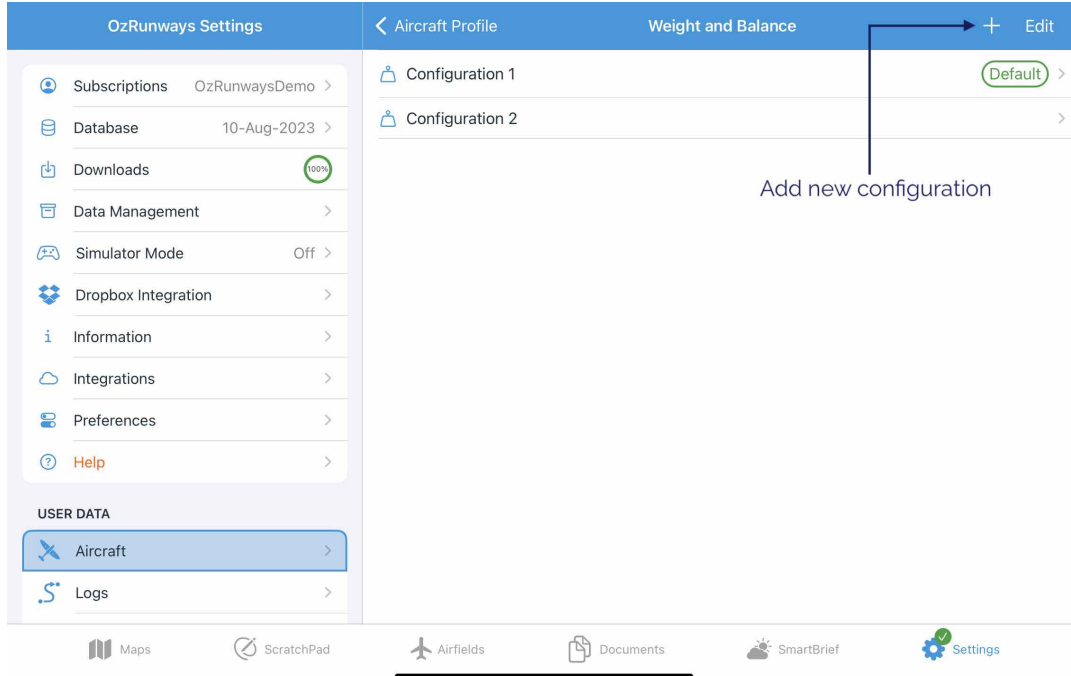 OzRunways Settings
Aircraft Profile
Weight and Balance
Edit
Subscriptions OzRunwaysDemo
Database 10-Aug-2023
Downloads 100%
Data Management
Simulator Mode Off
Dropbox Integration
i Information
Integrations
Preferences
? Help
USER DATA
Aircraft
Logs
Configuration 1 Default
Configuration 2
Add new configuration
Maps
ScratchPad
Airfields
Documents
SmartBrief
Settings